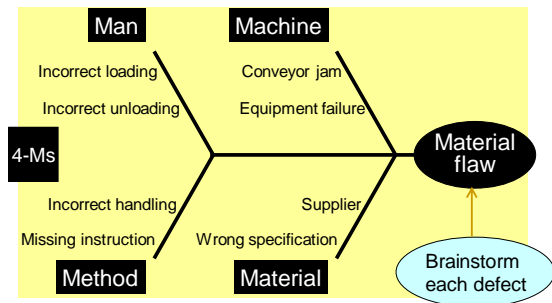 Man
Machine
Incorrect loading
Conveyor jam
Incorrect unloading
Equipment failure
4-Ms
Material
flaw
Incorrect handling
Supplier
Missing instruction
Wrong specification
Method
Material
Brainstorm
each defect